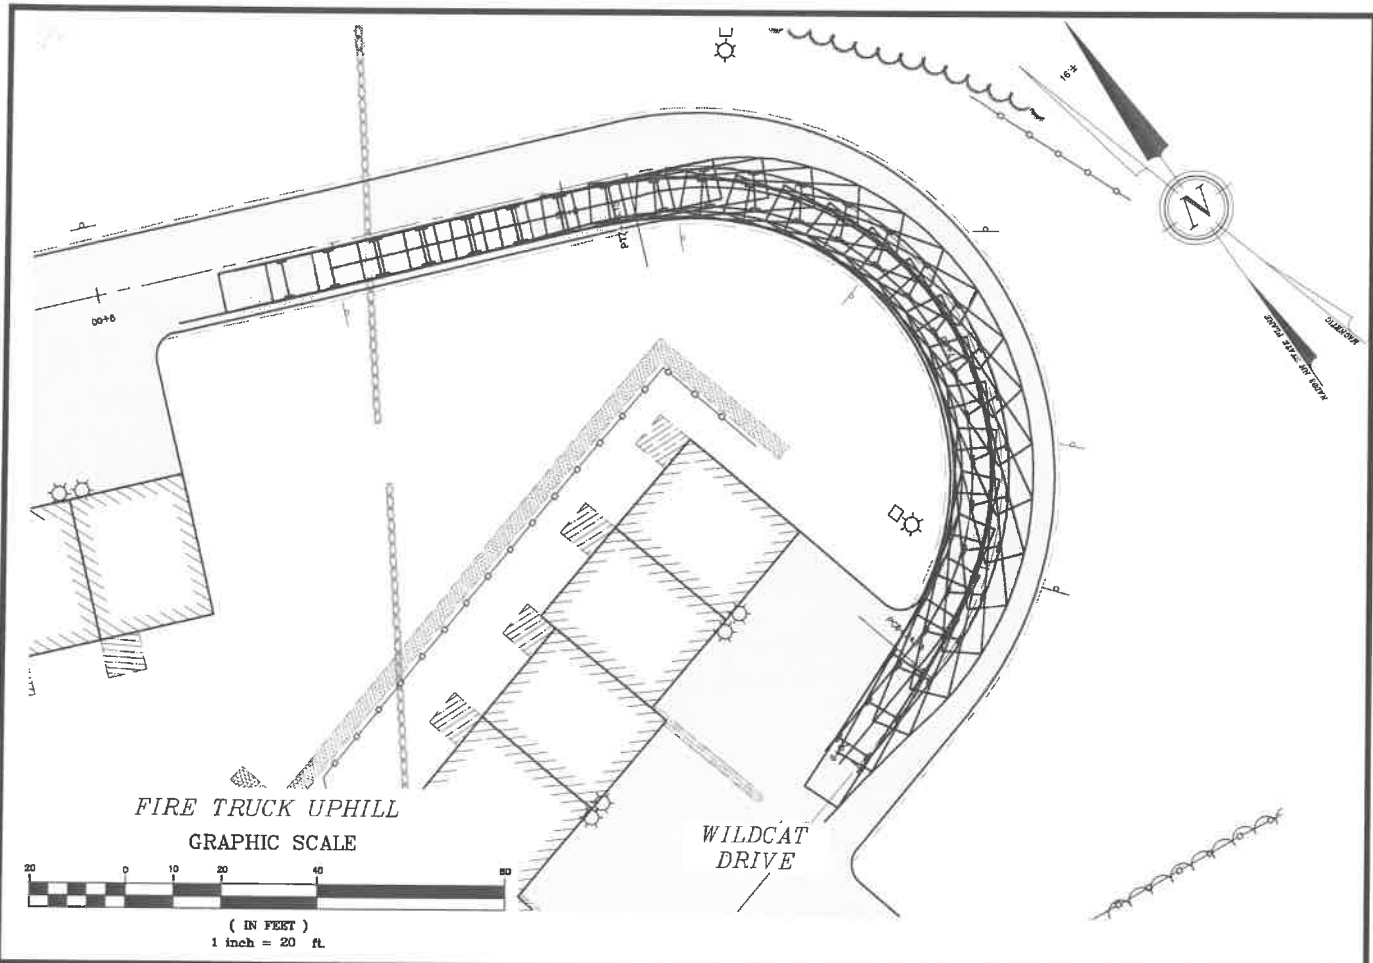 16'±
N
MAGNETIC
9+00
FIRE TRUCK UPHILL
GRAPHIC SCALE
20 0 10 20 40 80
( IN FEET )
1 inch = 20 ft.
WILDCAT
DRIVE